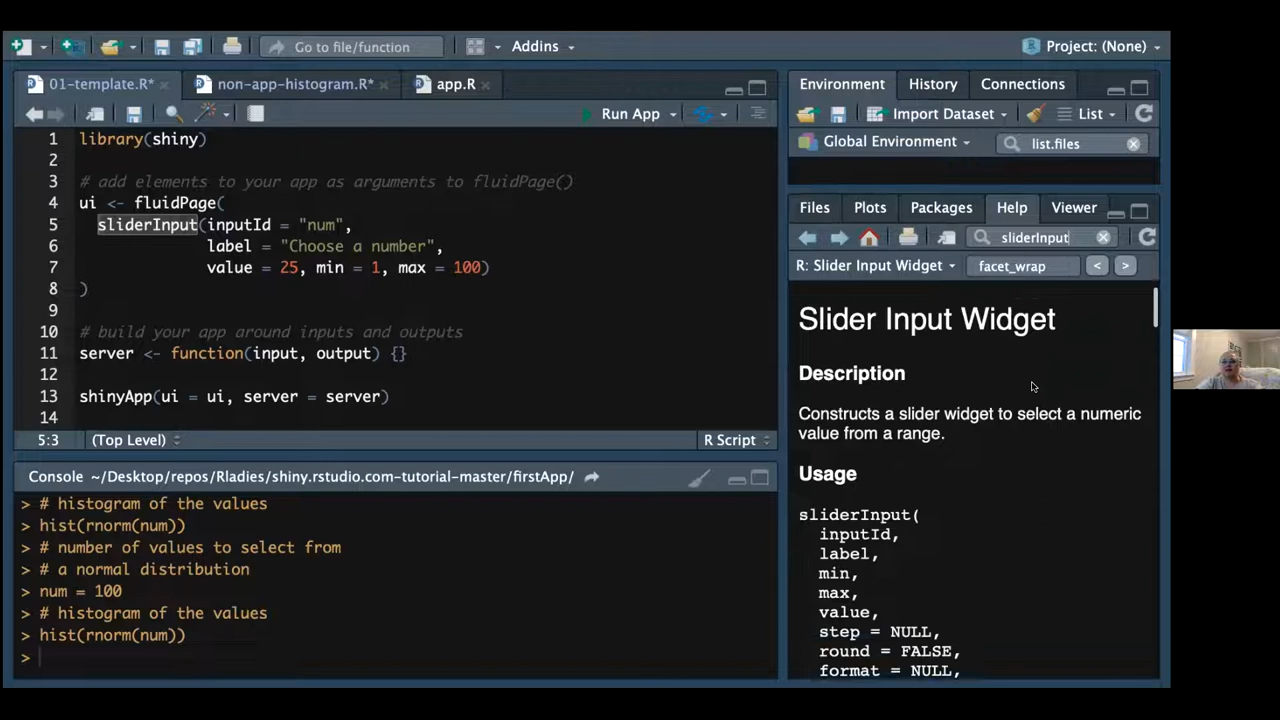 Go to file/function
Addins
Project: (None)
01-template.R*
non-app-histogram.R*
app.R
Run App
1 library(shiny)
2
3 # add elements to your app as arguments to fluidPage()
4 ui <- fluidPage(
5 sliderInput(inputId = "num",
6 label = "Choose a number",
7 value = 25, min = 1, max = 100)
8 )
9
10 # build your app around inputs and outputs
11 server <- function(input, output) {}
12
13 shinyApp(ui = ui, server = server)
14
5:3 (Top Level)
R Script
Console ~/Desktop/repos/Rladies/shiny.rstudio.com-tutorial-master/firstApp/
> # histogram of the values
> hist(rnorm(num))
> # number of values to select from
> # a normal distribution
> num = 100
> # histogram of the values
> hist(rnorm(num))
>
Environment
History
Connections
Import Dataset
List
Global Environment
list.files
Files
Plots
Packages
Help
Viewer
sliderInput
R: Slider Input Widget
facet_wrap
< >
Slider Input Widget
Description
Constructs a slider widget to select a numeric
value from a range.
Usage
sliderInput(
inputId,
label,
min,
max,
value,
step = NULL,
round = FALSE,
format = NULL,